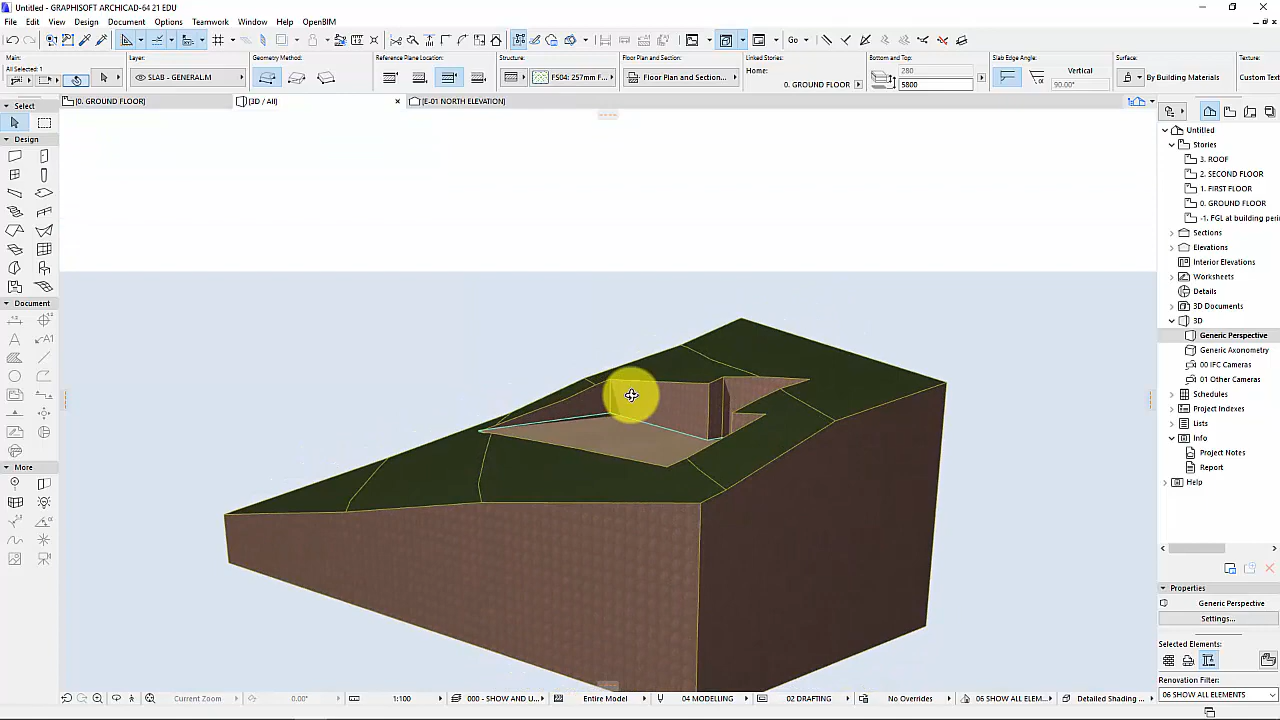 Untitled - GRAPHISOFT ARCHICAD-64 21 EDU
File Edit View Design Document Options Teamwork Window Help OpenBIM
Go
Main:
All Selected: 1
Layer:
SLAB - GENERAL.M
Geometry Method:
Reference Plane Location:
Structure:
FS04: 257mm F...
Floor Plan and Section:
Floor Plan and Section...
Linked Stories:
Home:
0. GROUND FLOOR
Bottom and Top:
280
5800
Slab Edge Angle:
Vertical
90.00°
Surface:
By Building Materials
Texture:
Custom Text
[0. GROUND FLOOR]
[3D / All]
[E-01 NORTH ELEVATION]
Select
Design
Document
More
Untitled
Stories
3. ROOF
2. SECOND FLOOR
1. FIRST FLOOR
0. GROUND FLOOR
-1. FGL at building peri
Sections
Elevations
Interior Elevations
Worksheets
Details
3D Documents
3D
Generic Perspective
Generic Axonometry
00 IFC Cameras
01 Other Cameras
Schedules
Project Indexes
Info
Project Notes
Report
Help
Properties
Generic Perspective
Settings...
Selected Elements:
Renovation Filter:
06 SHOW ALL ELEMENTS
Current Zoom
0.00°
1:100
000 - SHOW AND U...
Entire Model
04 MODELLING
02 DRAFTING
No Overrides
06 SHOW ALL ELEM...
Detailed Shading...